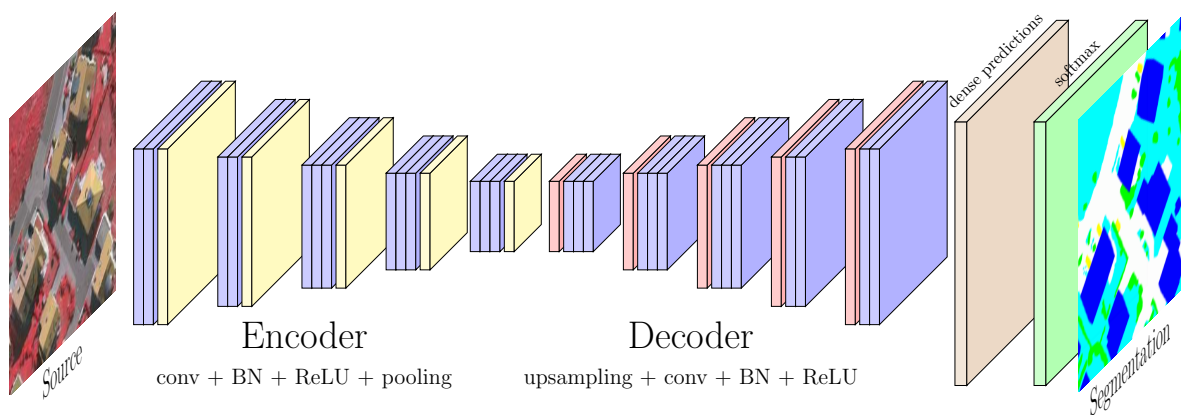 Source
Encoder
conv + BN + ReLU + pooling
Decoder
upsampling + conv + BN + ReLU
dense predictions
softmax
Segmentation